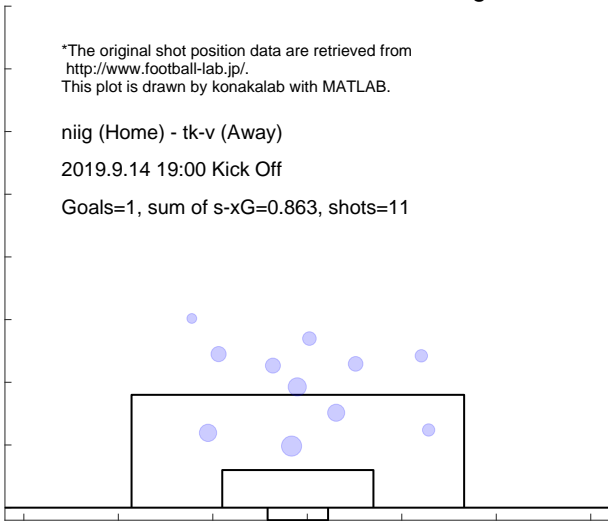 *The original shot position data are retrieved from
http://www.football-lab.jp/.
This plot is drawn by konakalab with MATLAB.
niig (Home) - tk-v (Away)
2019.9.14 19:00 Kick Off
Goals=1, sum of s-xG=0.863, shots=11